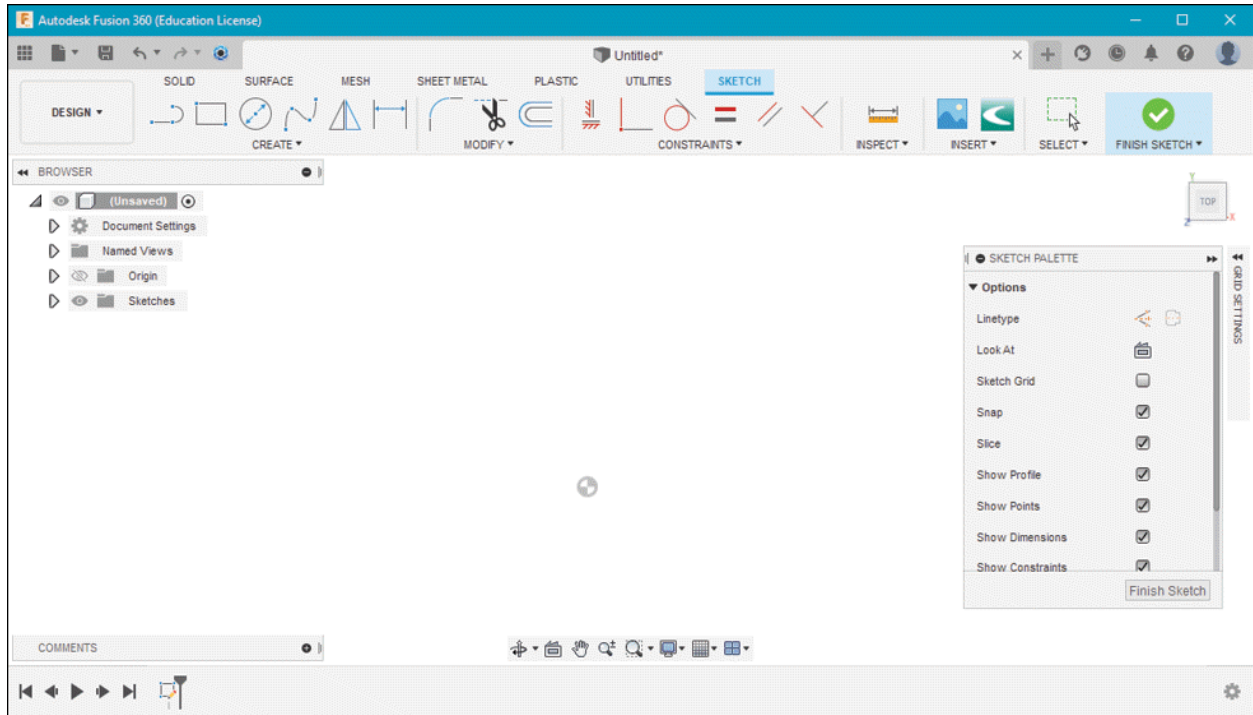 Autodesk Fusion 360 (Education License)
Untitled*
SOLID SURFACE MESH SHEET METAL PLASTIC UTILITIES SKETCH
DESIGN
CREATE MODIFY CONSTRAINTS INSPECT INSERT SELECT FINISH SKETCH
BROWSER
(Unsaved)
Document Settings
Named Views
Origin
Sketches
Y
TOP
X
Z
SKETCH PALETTE
Options
Linetype
Look At
Sketch Grid
Snap
Slice
Show Profile
Show Points
Show Dimensions
Show Constraints
Finish Sketch
GRID SETTINGS
COMMENTS